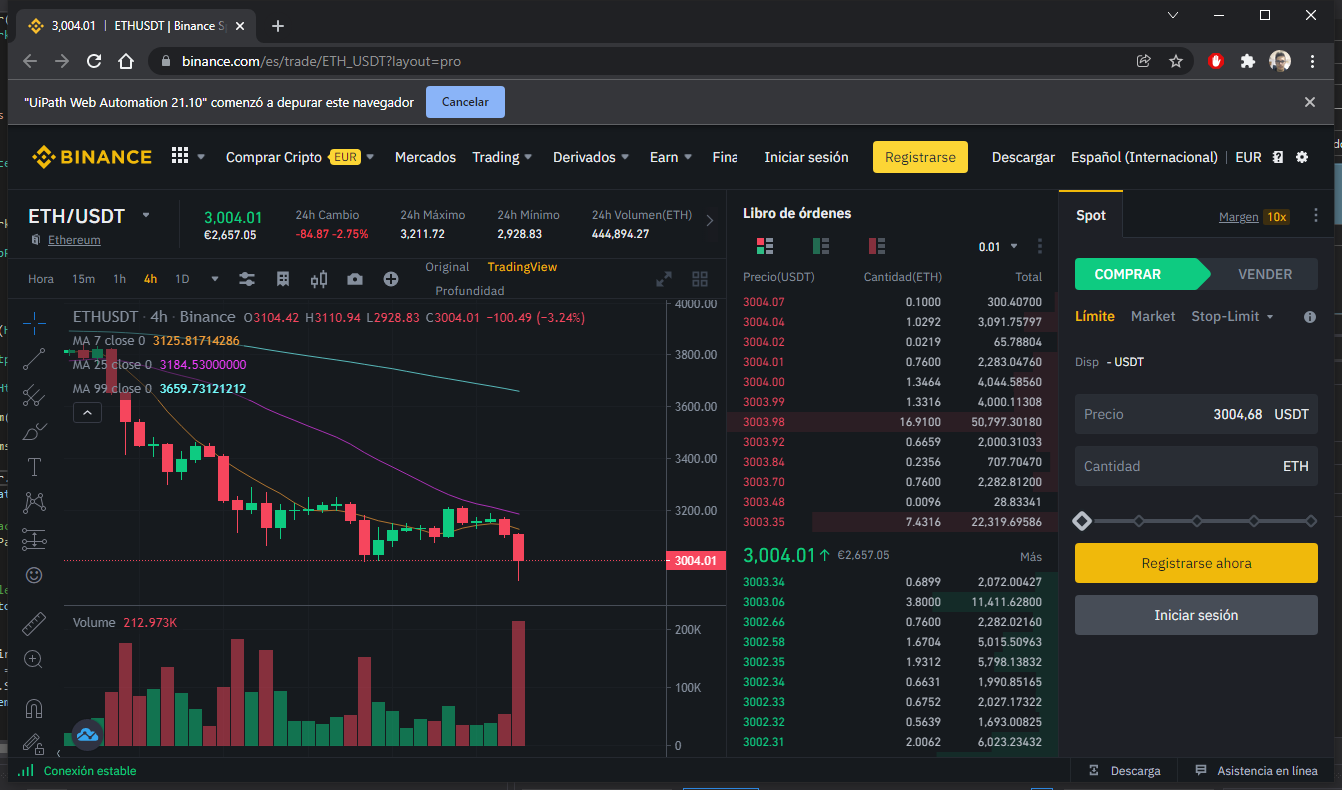 3,004.01 | ETHUSDT | Binance S
binance.com/es/trade/ETH_USDT?layout=pro
"UiPath Web Automation 21.10" comenzó a depurar este navegador Cancelar
BINANCE Comprar Cripto EUR Mercados Trading Derivados Earn Fina Iniciar sesión Registrarse Descargar Español (Internacional) | EUR
ETH/USDT
Ethereum
3,004.01
€2,657.05
24h Cambio
-84.87 -2.75%
24h Máximo
3,211.72
24h Mínimo
2,928.83
24h Volumen(ETH)
444,894.27
Hora 15m 1h 4h 1D
Original TradingView
Profundidad
ETHUSDT · 4h · Binance O3104.42 H3110.94 L2928.83 C3004.01 −100.49 (−3.24%)
MA 7 close 0 3125.81714286
MA 25 close 0 3184.53000000
MA 99 close 0 3659.73121212
4000.00
3800.00
3600.00
3400.00
3200.00
3004.01
Volume 212.973K
200K
100K
0
Libro de órdenes
0.01
Precio(USDT) Cantidad(ETH) Total
3004.07 0.1000 300.40700
3004.04 1.0292 3,091.75797
3004.02 0.0219 65.78804
3004.01 0.7600 2,283.04760
3004.00 1.3464 4,044.58560
3003.99 1.3316 4,000.11308
3003.98 16.9100 50,797.30180
3003.92 0.6659 2,000.31033
3003.84 0.2356 707.70470
3003.70 0.7600 2,282.81200
3003.48 0.0096 28.83341
3003.35 7.4316 22,319.69586
3,004.01↑ €2,657.05 Más
3003.34 0.6899 2,072.00427
3003.06 3.8000 11,411.62800
3002.66 0.7600 2,282.02160
3002.58 1.6704 5,015.50963
3002.35 1.9312 5,798.13832
3002.34 0.6631 1,990.85165
3002.33 0.6752 2,027.17322
3002.32 0.5639 1,693.00825
3002.31 2.0062 6,023.23432
Spot Margen 10x
COMPRAR VENDER
Límite Market Stop-Limit
Disp - USDT
Precio 3004,68 USDT
Cantidad ETH
Registrarse ahora
Iniciar sesión
Conexión estable
Descarga Asistencia en línea